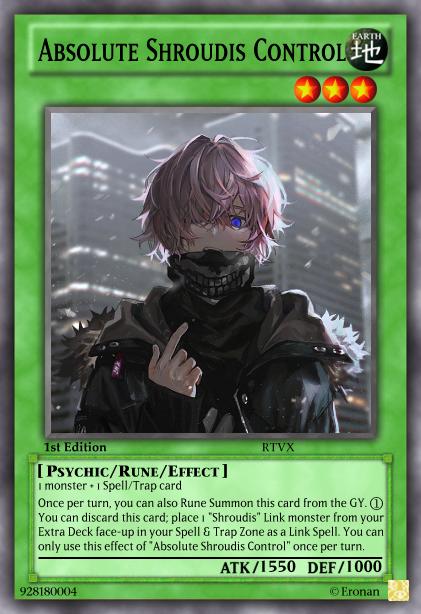 Absolute Shroudis Control
EARTH
地
1st Edition
RTVX
[ Psychic/Rune/Effect ]
1 monster + 1 Spell/Trap card
Once per turn, you can also Rune Summon this card from the GY. ①
You can discard this card; place 1 "Shroudis" Link monster from your
Extra Deck face-up in your Spell & Trap Zone as a Link Spell. You can
only use this effect of "Absolute Shroudis Control" once per turn.
ATK/1550 DEF/1000
928180004
© Eronan